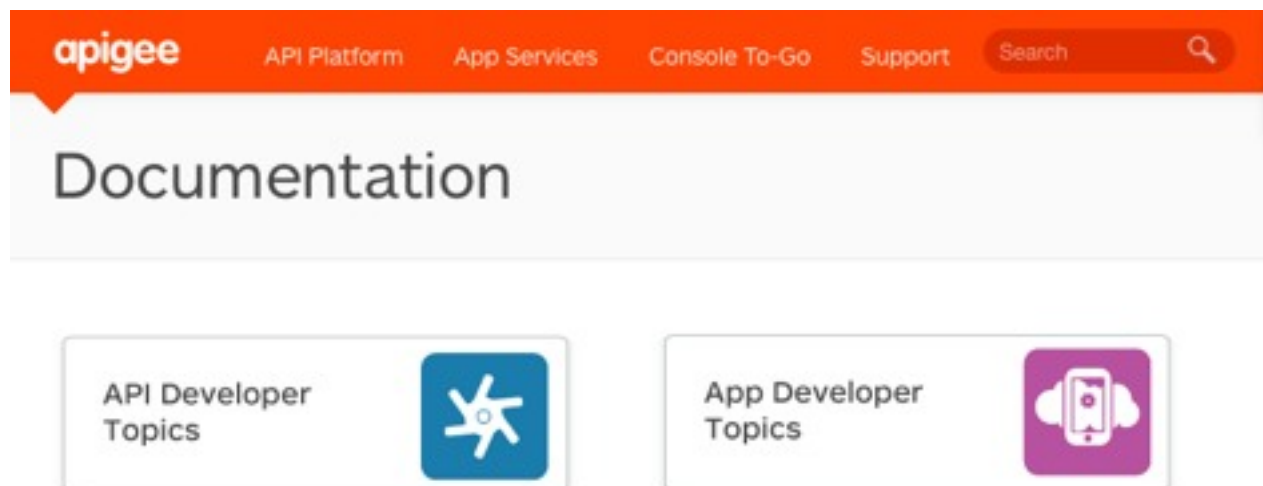 apigee API Platform App Services Console To-Go Support Search
Documentation
API Developer
Topics
App Developer
Topics